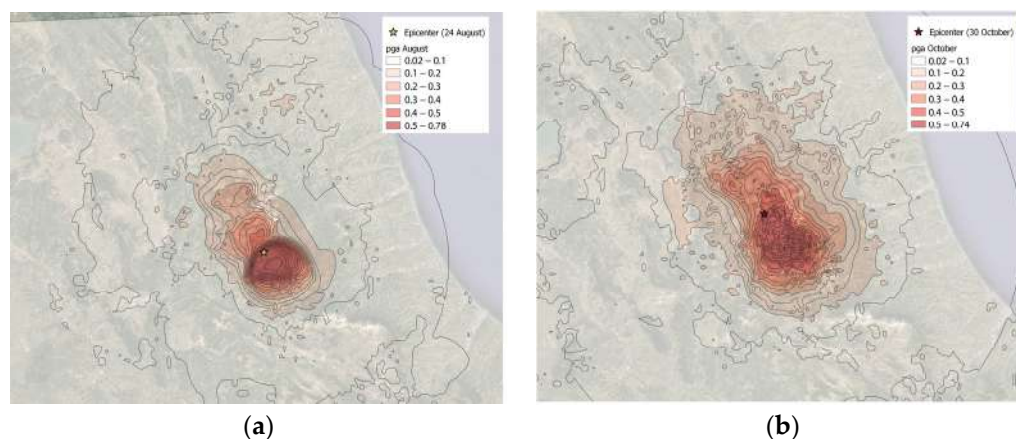 Epicenter (24 August)
pga August
0.02 – 0.1
0.1 – 0.2
0.2 – 0.3
0.3 – 0.4
0.4 – 0.5
0.5 – 0.78
Epicenter (30 October)
pga October
0.02 – 0.1
0.1 – 0.2
0.2 – 0.3
0.3 – 0.4
0.4 – 0.5
0.5 – 0.74
(a)
(b)